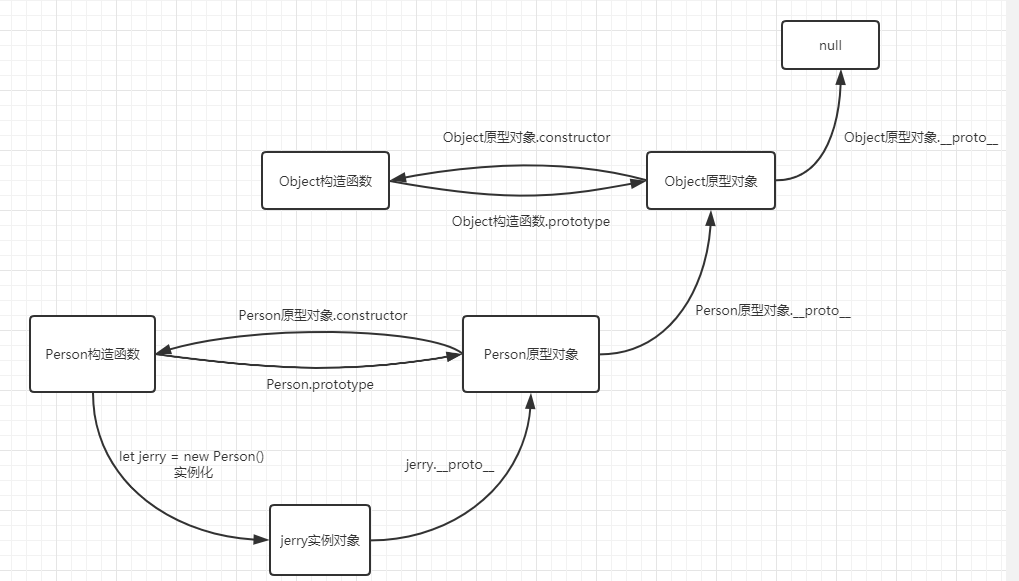 null
Object原型对象.constructor
Object原型对象.__proto__
Object构造函数
Object原型对象
Object构造函数.prototype
Person原型对象.__proto__
Person原型对象.constructor
Person构造函数
Person原型对象
Person.prototype
let jerry = new Person()
实例化
jerry.__proto__
jerry实例对象